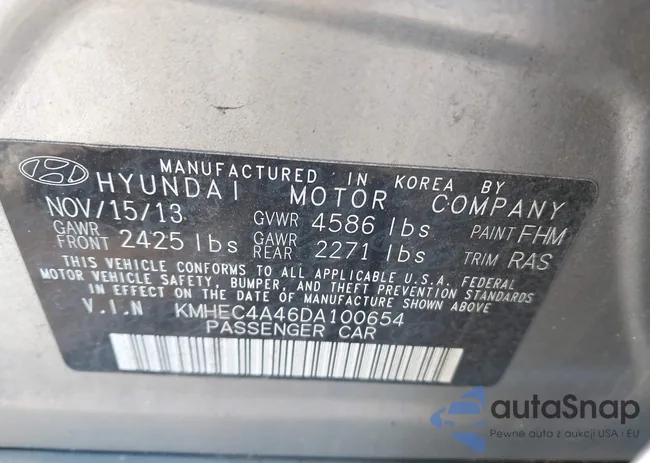 MANUFACTURED IN KOREA BY
HYUNDAI MOTOR COMPANY
NOV/15/13 GVWR 4586 lbs PAINT FHM
GAWR FRONT 2425 lbs GAWR REAR 2271 lbs TRIM RAS
THIS VEHICLE CONFORMS TO ALL APPLICABLE U.S.A. FEDERAL
MOTOR VEHICLE SAFETY, BUMPER, AND THEFT PREVENTION STANDARDS
IN EFFECT ON THE DATE OF MANUFACTURE SHOWN ABOVE
V.I.N KMHEC4A46DA100654
PASSENGER CAR
autoSnap
Pewne auto z aukcji USA i EU